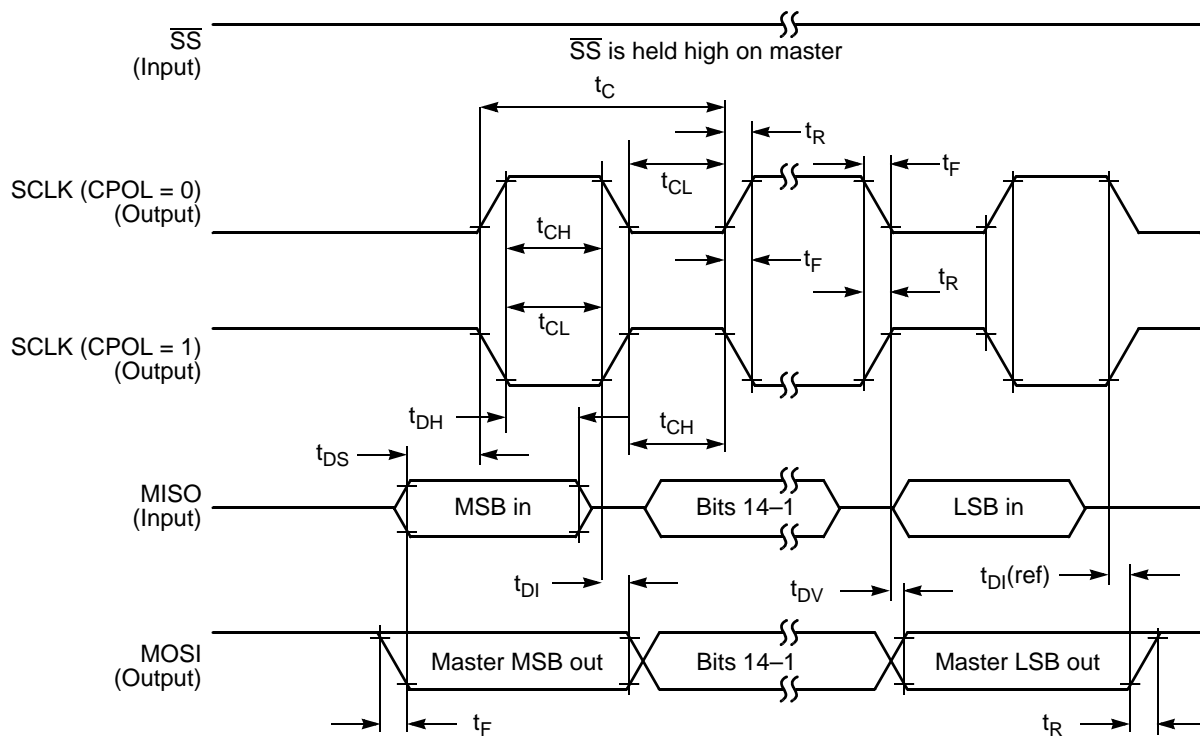 SS
(Input)
SS is held high on master
tC
tR
tF
SCLK (CPOL = 0)
(Output)
tCL
tCH
tF
tR
tCL
SCLK (CPOL = 1)
(Output)
tDH
tCH
tDS
MISO
(Input)
MSB in
Bits 14–1
LSB in
tDI
tDV
tDI(ref)
MOSI
(Output)
Master MSB out
Bits 14–1
Master LSB out
tF
tR